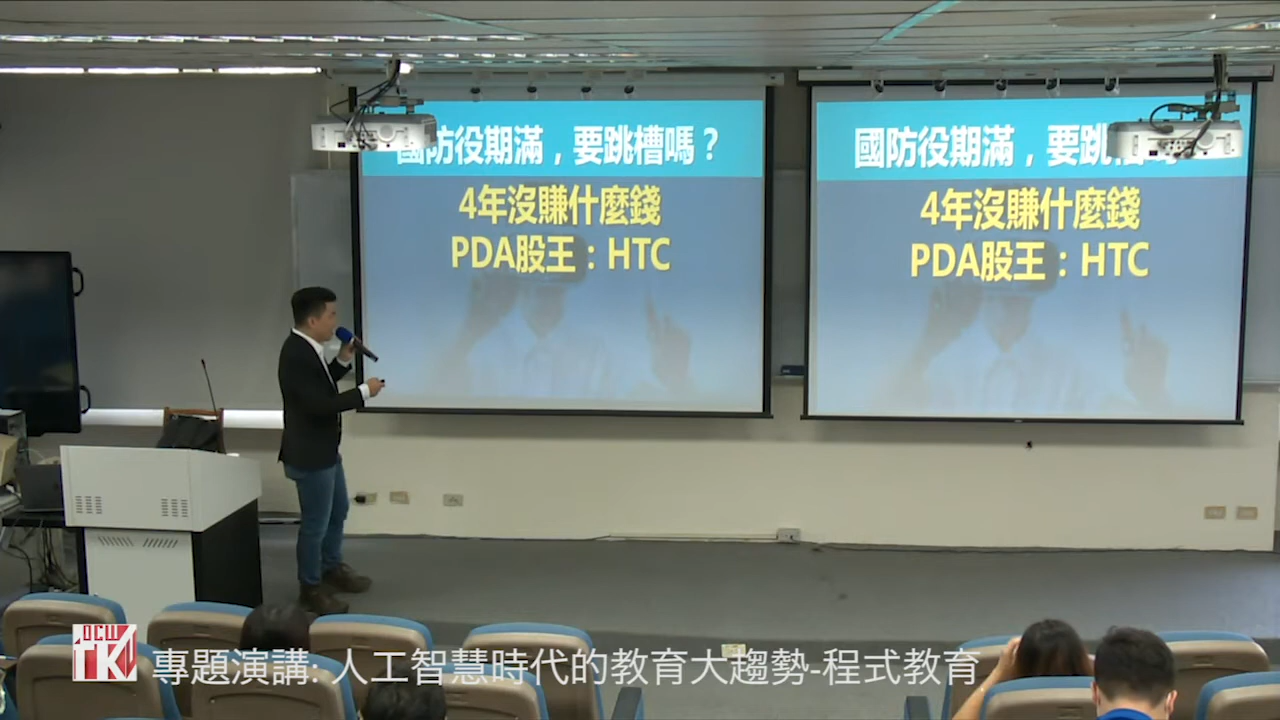 國防役期滿，要跳槽嗎？
4年沒賺什麼錢
PDA股王：HTC
國防役期滿，要跳槽嗎
4年沒賺什麼錢
PDA股王：HTC
OCW
TKU
專題演講: 人工智慧時代的教育大趨勢-程式教育